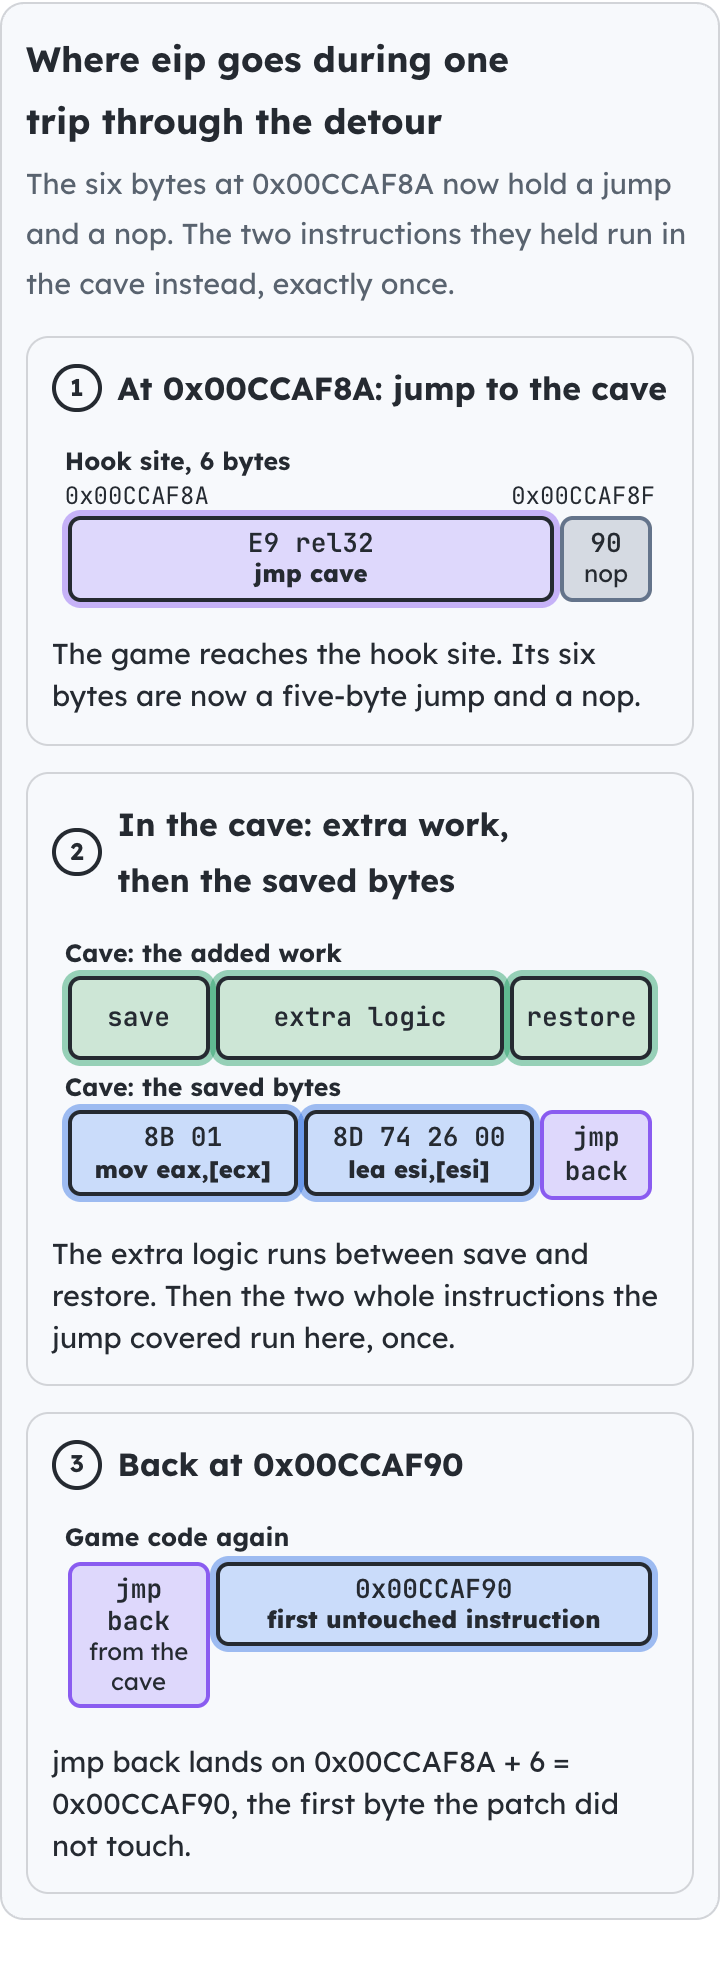 Where eip goes during one
trip through the detour
The six bytes at 0x00CCAF8A now hold a jump
and a nop. The two instructions they held run in
the cave instead, exactly once.
1 At 0x00CCAF8A: jump to the cave
Hook site, 6 bytes
0x00CCAF8A 0x00CCAF8F
E9 rel32 90
jmp cave nop
The game reaches the hook site. Its six
bytes are now a five-byte jump and a nop.
2 In the cave: extra work,
then the saved bytes
Cave: the added work
save extra logic restore
Cave: the saved bytes
8B 01 8D 74 26 00 jmp
mov eax,[ecx] lea esi,[esi] back
The extra logic runs between save and
restore. Then the two whole instructions the
jump covered run here, once.
3 Back at 0x00CCAF90
Game code again
jmp 0x00CCAF90
back first untouched instruction
from the
cave
jmp back lands on 0x00CCAF8A + 6 =
0x00CCAF90, the first byte the patch did
not touch.